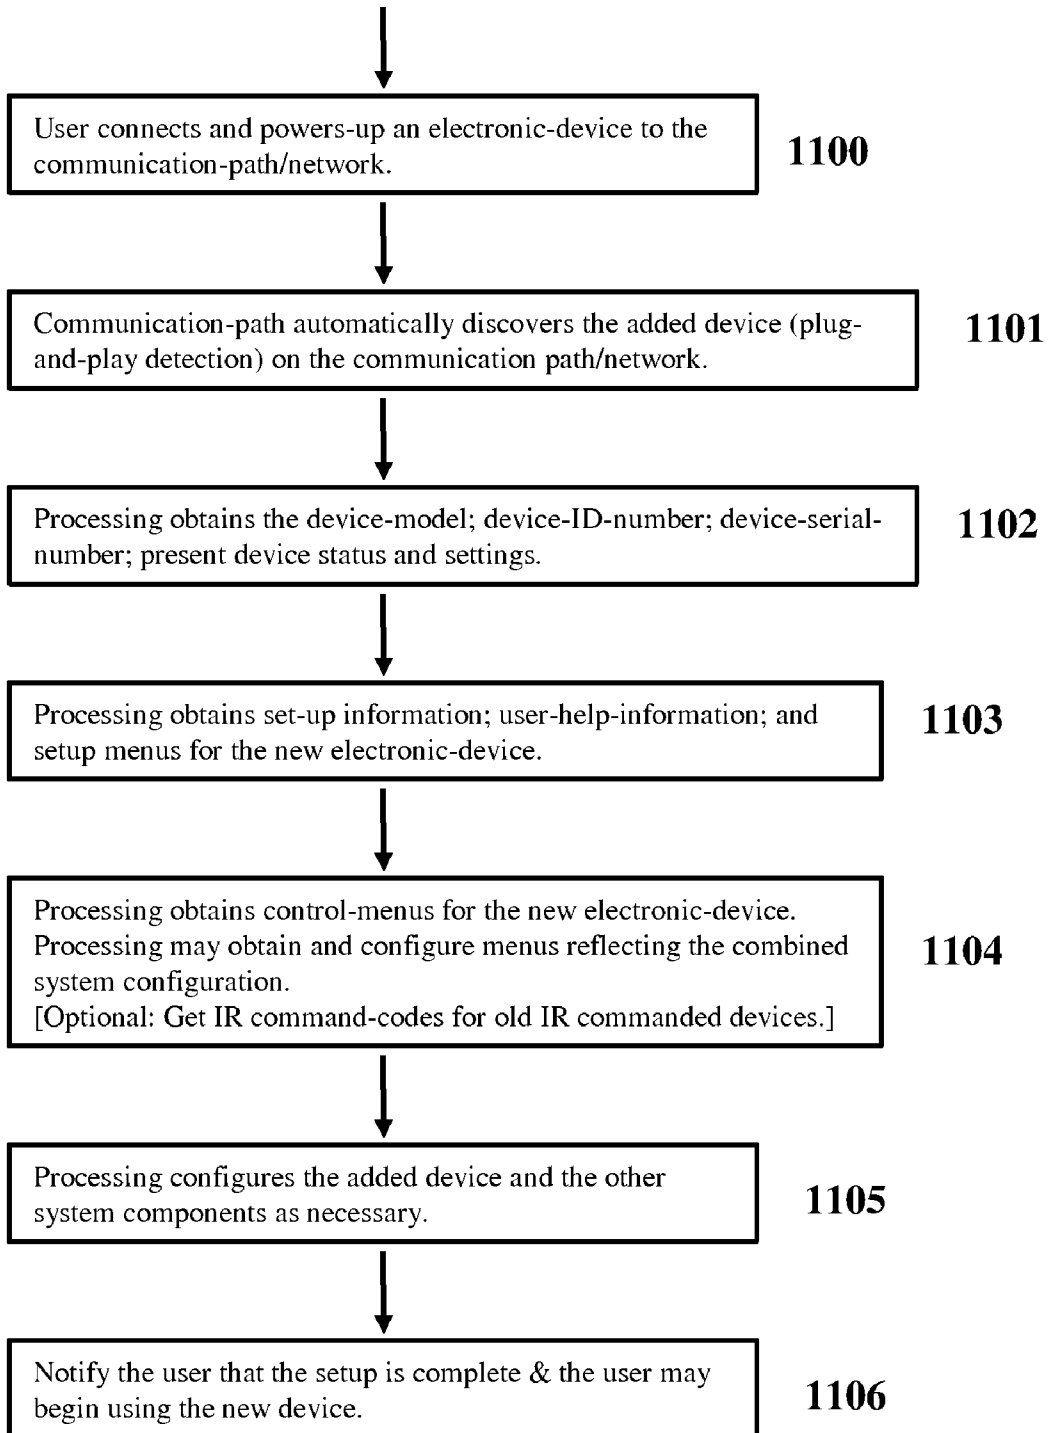 User connects and powers-up an electronic-device to the
communication-path/network.
1100
Communication-path automatically discovers the added device (plug-
and-play detection) on the communication path/network.
1101
Processing obtains the device-model; device-ID-number; device-serial-
number; present device status and settings.
1102
Processing obtains set-up information; user-help-information; and
setup menus for the new electronic-device.
1103
Processing obtains control-menus for the new electronic-device.
Processing may obtain and configure menus reflecting the combined
system configuration.
[Optional: Get IR command-codes for old IR commanded devices.]
1104
Processing configures the added device and the other
system components as necessary.
1105
Notify the user that the setup is complete & the user may
begin using the new device.
1106